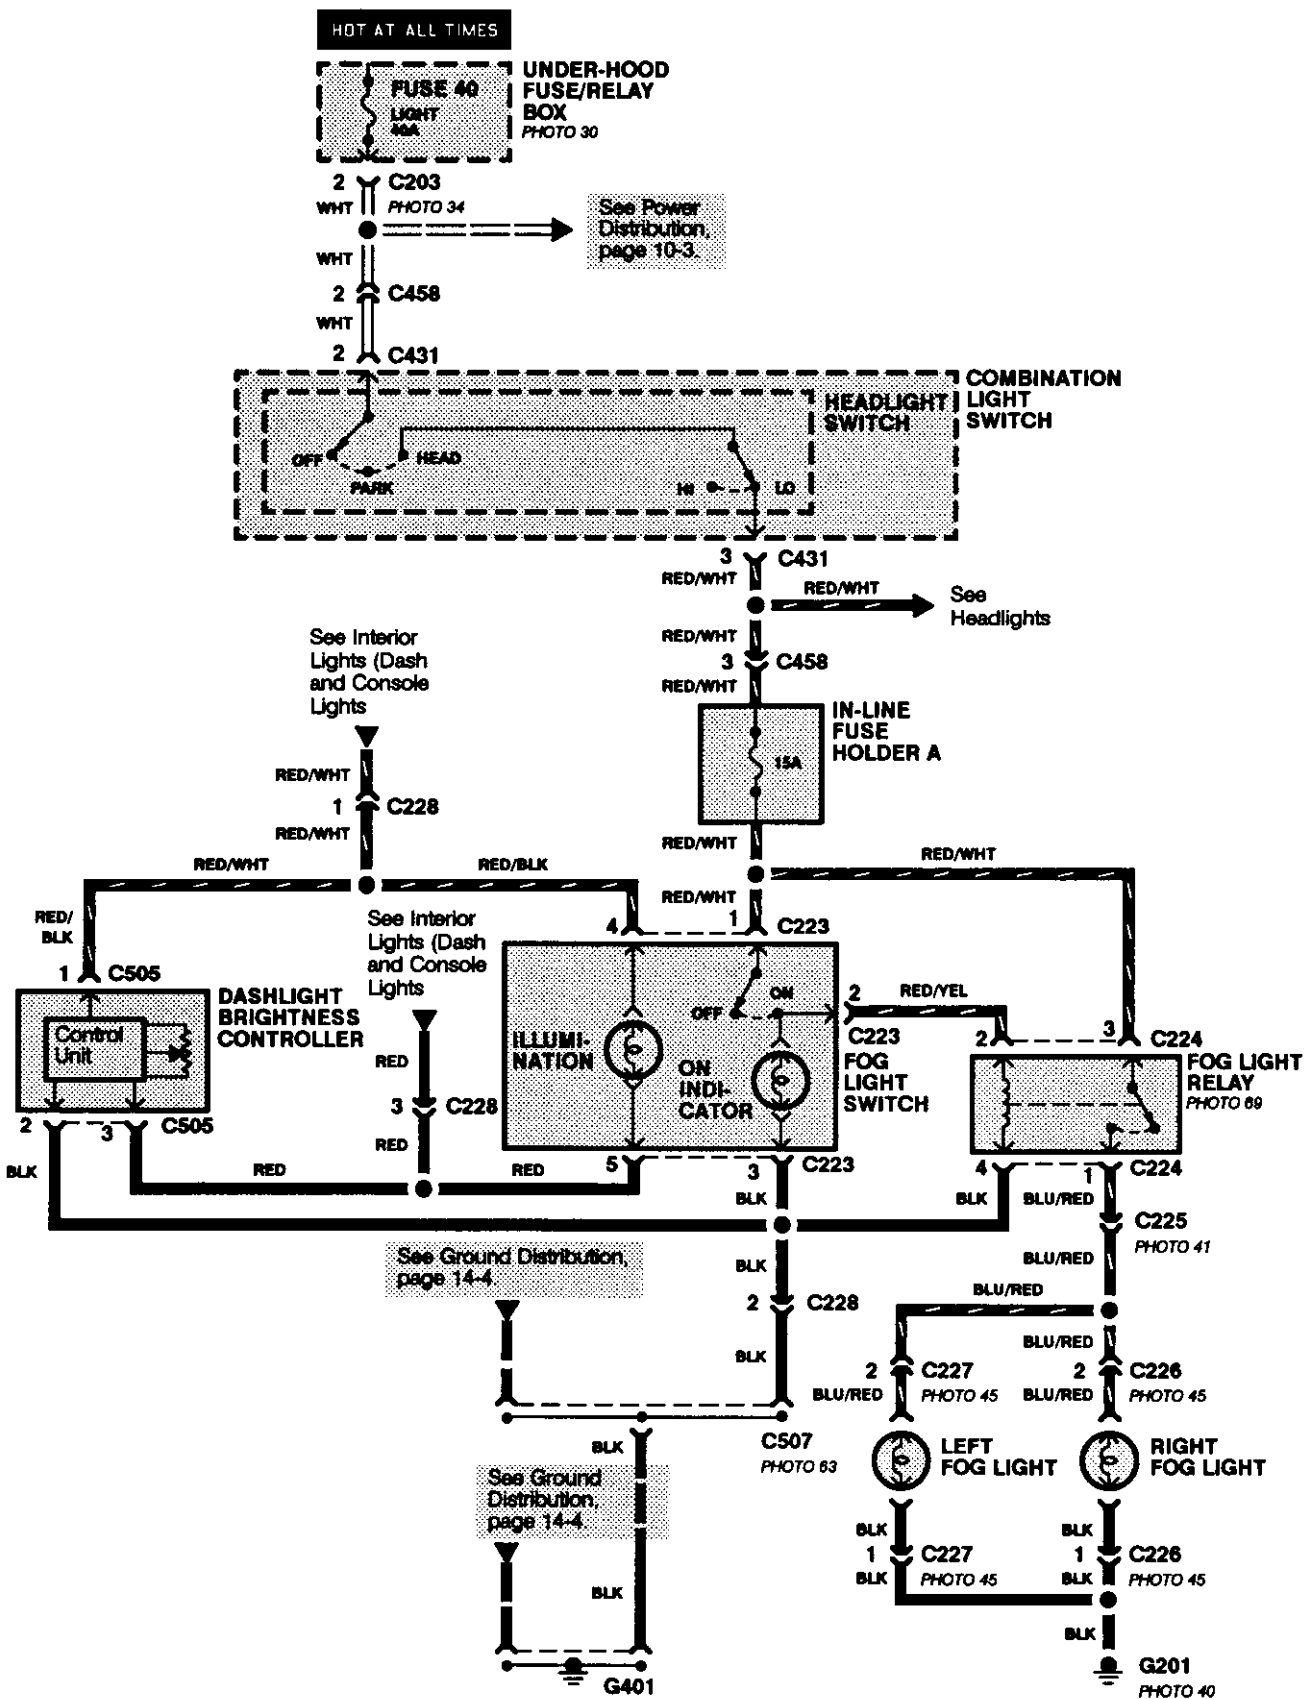 HOT AT ALL TIMES
UNDER-HOOD
FUSE/RELAY
BOX
PHOTO 30
FUSE 40
LIGHT
40A
2
C203
WHT
PHOTO 34
See Power
Distribution,
page 10-3.
WHT
2
C458
WHT
2
C431
COMBINATION
LIGHT
SWITCH
HEADLIGHT
SWITCH
OFF
HEAD
PARK
HI
LO
3
C431
RED/WHT
RED/WHT
See
Headlights
RED/WHT
3
C458
RED/WHT
See Interior
Lights (Dash
and Console
Lights
IN-LINE
FUSE
HOLDER A
15A
RED/WHT
1
C228
RED/WHT
RED/WHT
RED/WHT
RED/BLK
RED/WHT
RED/WHT
RED/
BLK
See Interior
Lights (Dash
and Console
Lights
4
1
C223
1
C505
DASHLIGHT
BRIGHTNESS
CONTROLLER
Control
Unit
OFF
ON
2
C223
RED/YEL
2
3
C224
ILLUMI-
NATION
ON
INDI-
CATOR
FOG
LIGHT
SWITCH
FOG LIGHT
RELAY
PHOTO 69
RED
3
C228
RED
2
3
C505
BLK
RED
RED
5
3
C223
BLK
4
1
C224
BLK
BLU/RED
C225
PHOTO 41
See Ground Distribution,
page 14-4.
BLK
BLU/RED
BLU/RED
2
C228
BLU/RED
BLK
2
C227
PHOTO 45
BLU/RED
2
C226
PHOTO 45
BLU/RED
C507
PHOTO 63
BLK
LEFT
FOG LIGHT
RIGHT
FOG LIGHT
See Ground
Distribution,
page 14-4.
BLK
BLK
1
C227
PHOTO 45
BLK
1
C226
PHOTO 45
BLK
BLK
BLK
G401
G201
PHOTO 40